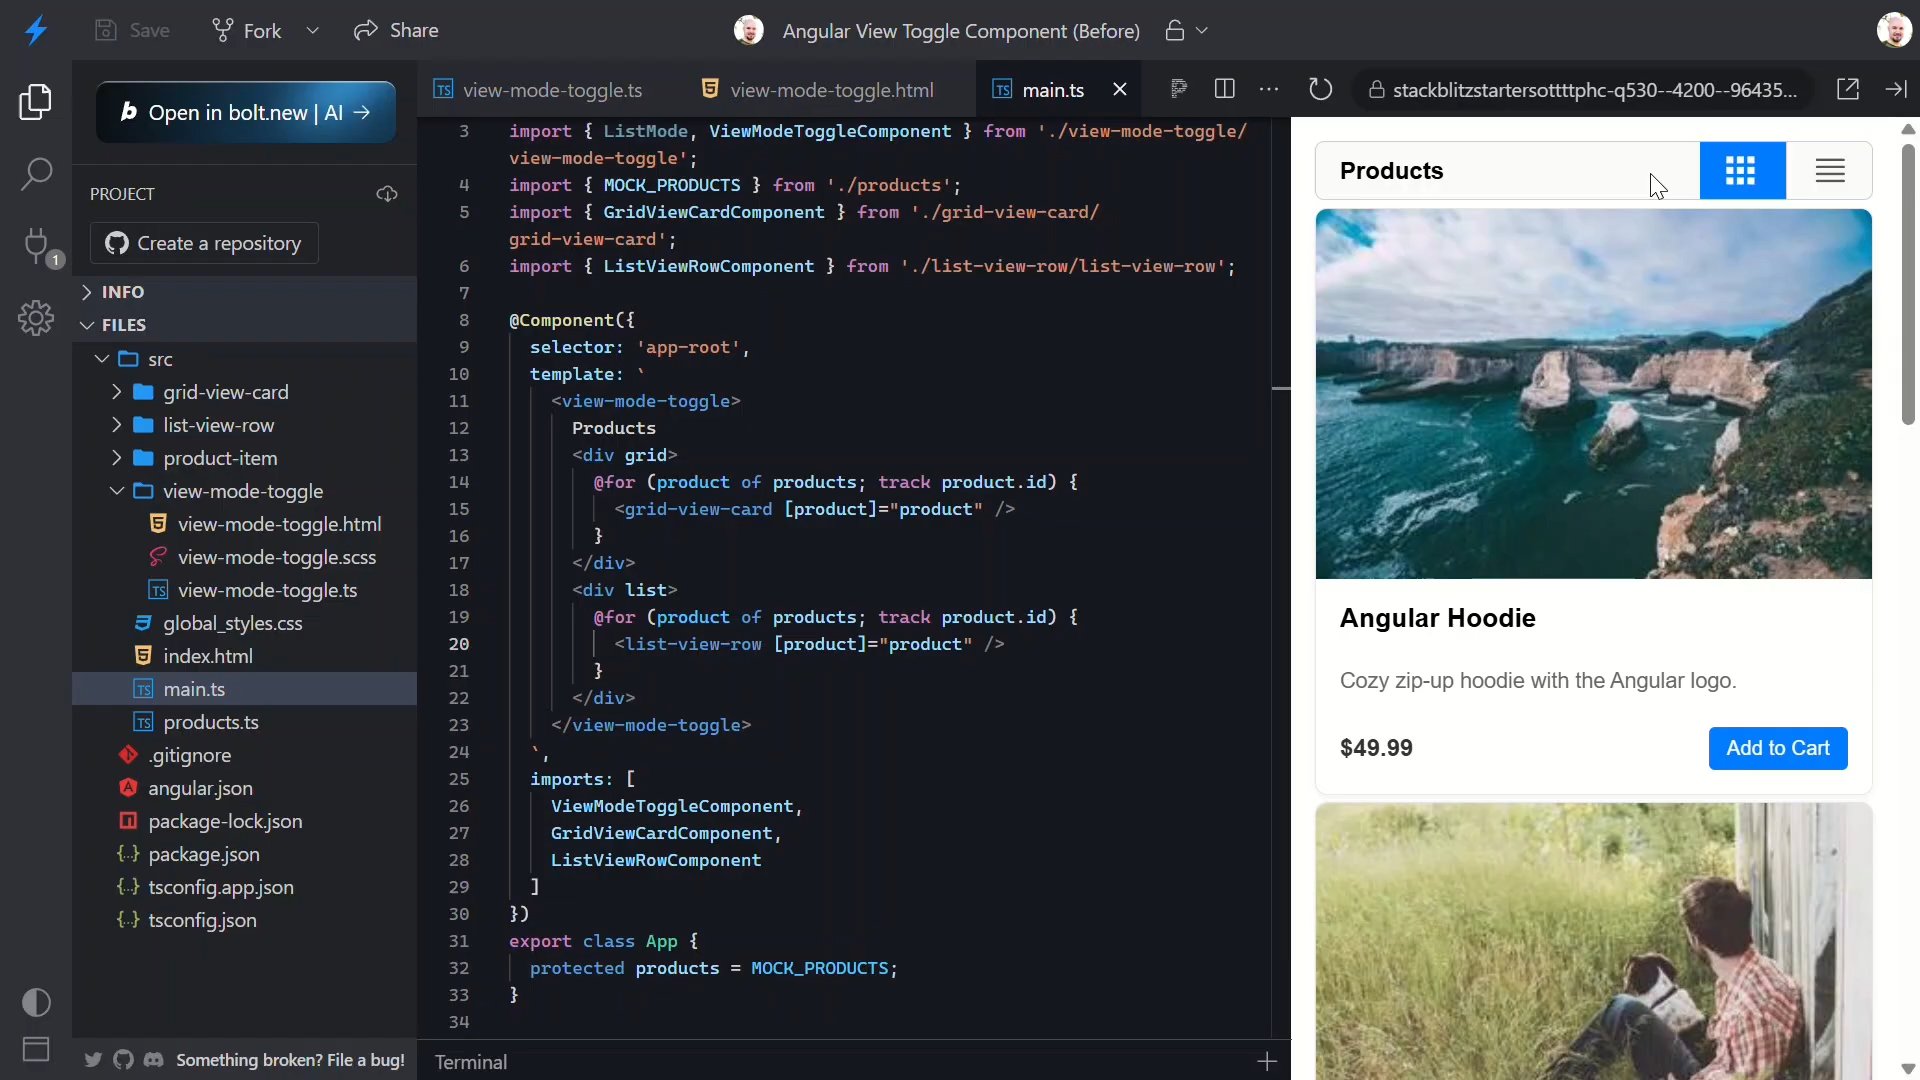 Save
Fork
Share
Angular View Toggle Component (Before)
Open in bolt.new | AI →
PROJECT
Create a repository
1
INFO
FILES
src
grid-view-card
list-view-row
product-item
view-mode-toggle
view-mode-toggle.html
view-mode-toggle.scss
view-mode-toggle.ts
global_styles.css
index.html
main.ts
products.ts
.gitignore
angular.json
package-lock.json
package.json
tsconfig.app.json
tsconfig.json
Something broken? File a bug!
view-mode-toggle.ts
view-mode-toggle.html
main.ts
3 import { ListMode, ViewModeToggleComponent } from './view-mode-toggle/
view-mode-toggle';
4 import { MOCK_PRODUCTS } from './products';
5 import { GridViewCardComponent } from './grid-view-card/
grid-view-card';
6 import { ListViewRowComponent } from './list-view-row/list-view-row';
7
8 @Component({
9 selector: 'app-root',
10 template: `
11 <view-mode-toggle>
12 Products
13 <div grid>
14 @for (product of products; track product.id) {
15 <grid-view-card [product]="product" />
16 }
17 </div>
18 <div list>
19 @for (product of products; track product.id) {
20 <list-view-row [product]="product" />
21 }
22 </div>
23 </view-mode-toggle>
24 `,
25 imports: [
26 ViewModeToggleComponent,
27 GridViewCardComponent,
28 ListViewRowComponent
29 ]
30 })
31 export class App {
32 protected products = MOCK_PRODUCTS;
33 }
34
Terminal
stackblitzstartersottttphc-q530--4200--96435...
Products
Angular Hoodie
Cozy zip-up hoodie with the Angular logo.
$49.99
Add to Cart